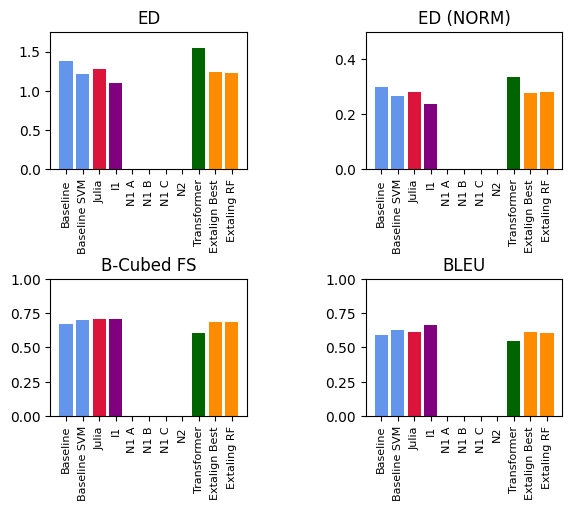 ED
1.5
1.0
0.5
0.0
Baseline
Baseline SVM
Julia
I1
N1 A
N1 B
N1 C
N2
Transformer
Extalign Best
Extaling RF
ED (NORM)
0.4
0.2
0.0
Baseline
Baseline SVM
Julia
I1
N1 A
N1 B
N1 C
N2
Transformer
Extalign Best
Extaling RF
B-Cubed FS
1.00
0.75
0.50
0.25
0.00
Baseline
Baseline SVM
Julia
I1
N1 A
N1 B
N1 C
N2
Transformer
Extalign Best
Extaling RF
BLEU
1.00
0.75
0.50
0.25
0.00
Baseline
Baseline SVM
Julia
I1
N1 A
N1 B
N1 C
N2
Transformer
Extalign Best
Extaling RF